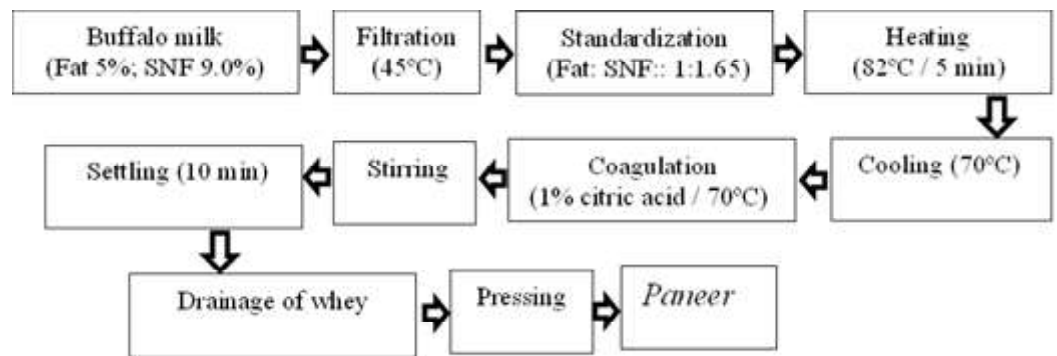 Buffalo milk
(Fat 5%; SNF 9.0%)
Filtration
(45°C)
Standardization
(Fat: SNF:: 1:1.65)
Heating
(82°C / 5 min)
Cooling (70°C)
Coagulation
(1% citric acid / 70°C)
Stirring
Settling (10 min)
Drainage of whey
Pressing
Paneer